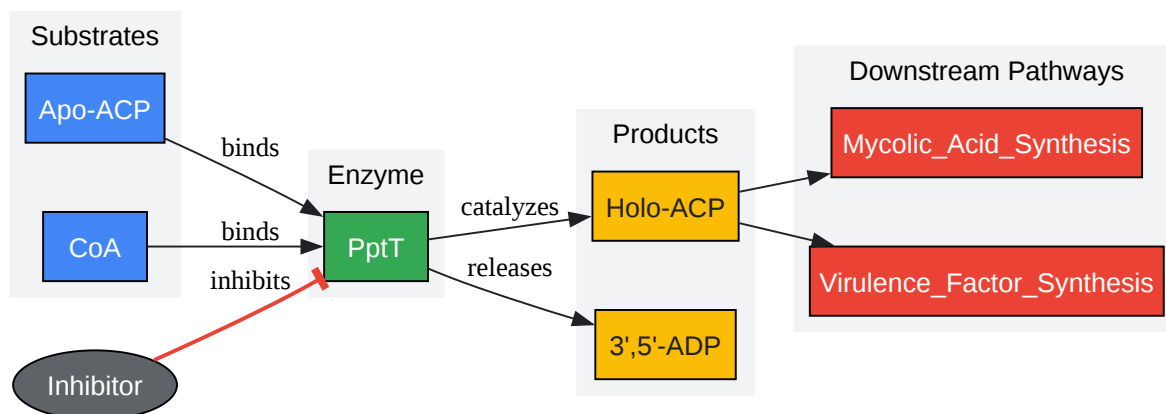 Substrates
Apo-ACP
CoA
binds
binds
inhibits
Inhibitor
Enzyme
PptT
catalyzes
releases
Products
Holo-ACP
3',5'-ADP
Downstream Pathways
Mycolic_Acid_Synthesis
Virulence_Factor_Synthesis